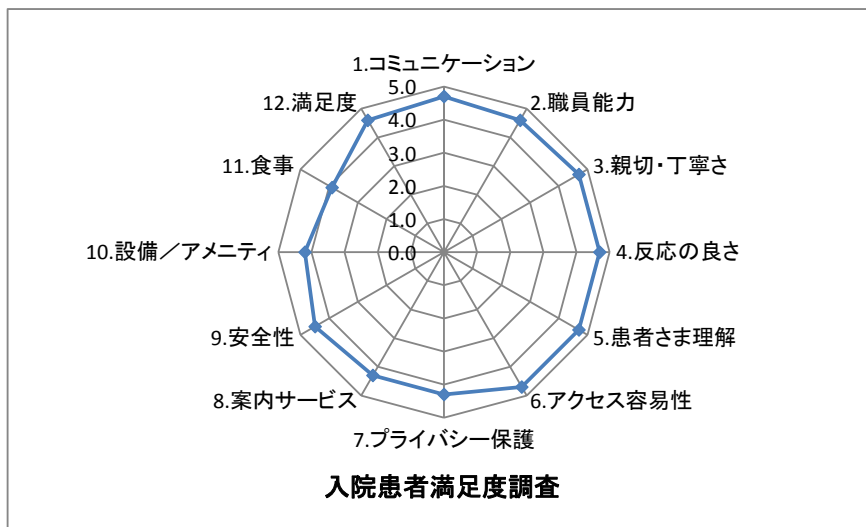 1.コミュニケーション
2.職員能力
3.親切・丁寧さ
4.反応の良さ
5.患者さま理解
6.アクセス容易性
7.プライバシー保護
8.案内サービス
9.安全性
10.設備／アメニティ
11.食事
12.満足度
5.0
4.0
3.0
2.0
1.0
0.0
入院患者満足度調査